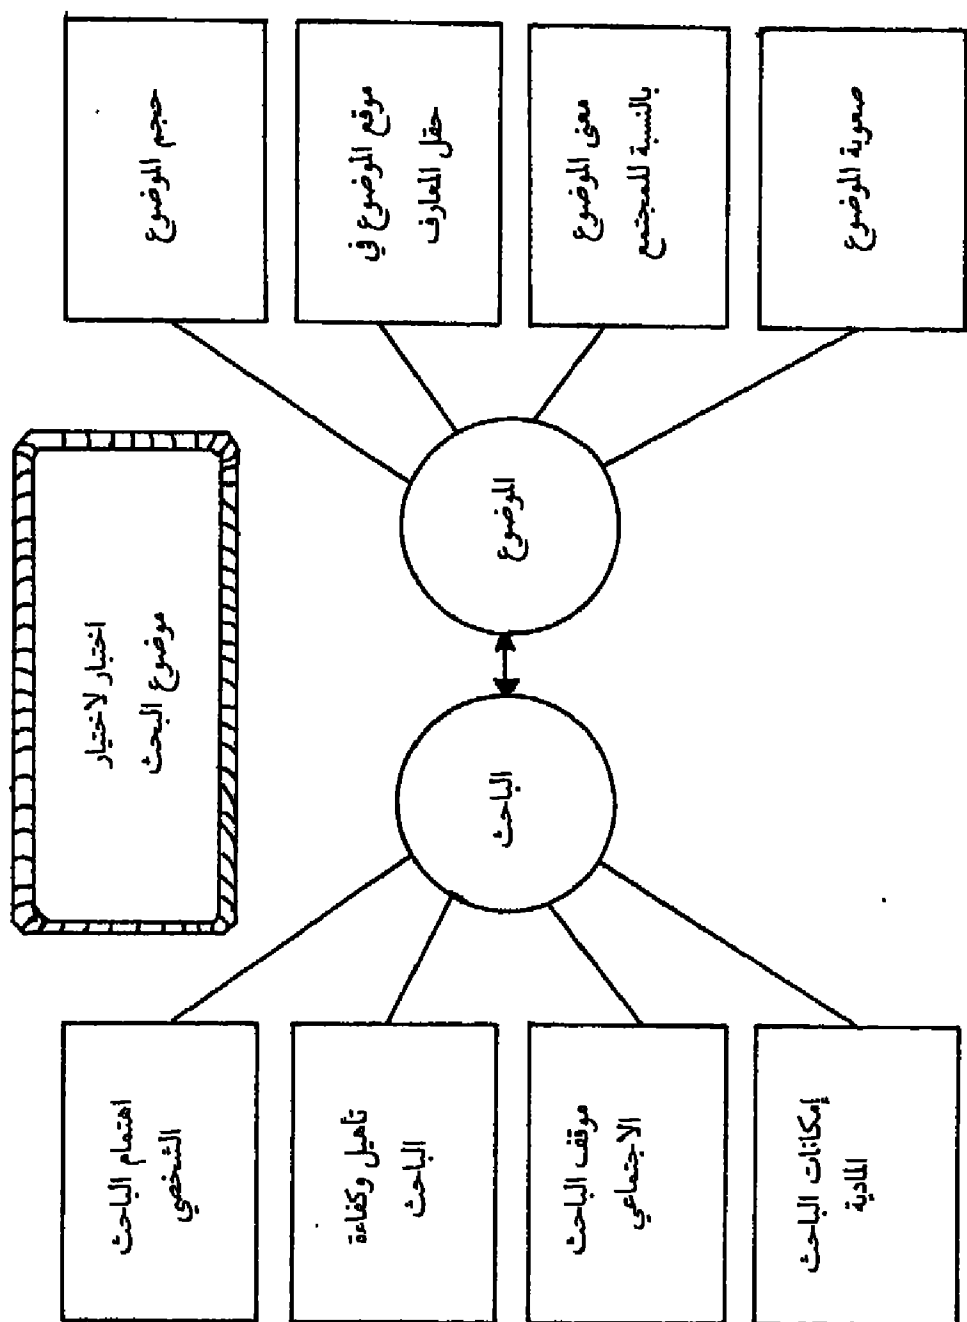 اختبار لاختيار
موضوع البحث
حجم الموضوع
موقع الموضوع في
حقل المعارف
معنى الموضوع
بالنسبة للمجتمع
صعوبة الموضوع
الموضوع
الباحث
اهتمام الباحث
الشخصي
تأهيل وكفاءة
الباحث
موقف الباحث
الاجتماعي
إمكانات الباحث
المادية